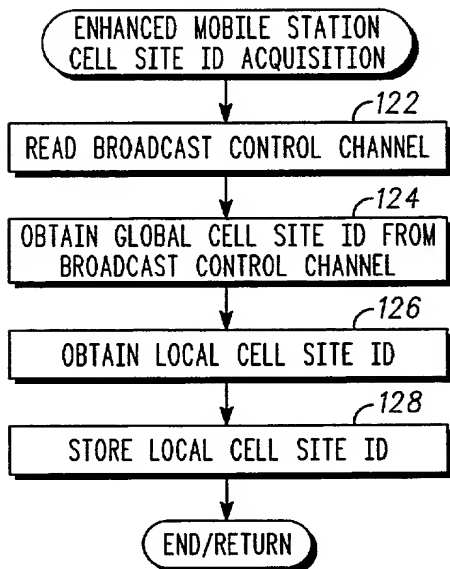 ENHANCED MOBILE STATION
CELL SITE ID ACQUISITION
122
READ BROADCAST CONTROL CHANNEL
124
OBTAIN GLOBAL CELL SITE ID FROM
BROADCAST CONTROL CHANNEL
126
OBTAIN LOCAL CELL SITE ID
128
STORE LOCAL CELL SITE ID
END/RETURN